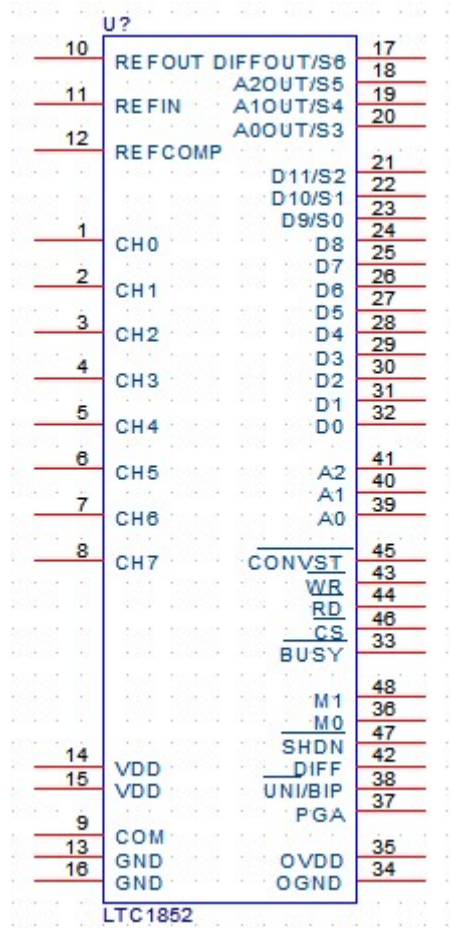 U?
10 REFOUT DIFFOUT/S6 17
A2OUT/S5 18
11 REFIN A1OUT/S4 19
A0OUT/S3 20
12 REFCOMP
D11/S2 21
D10/S1 22
D9/S0 23
1 CH0 D8 24
D7 25
2 CH1 D6 26
D5 27
3 CH2 D4 28
D3 29
4 CH3 D2 30
D1 31
5 CH4 D0 32
6 CH5 A2 41
A1 40
7 CH6 A0 39
8 CH7 CONVST 45
WR 43
RD 44
CS 46
BUSY 33
M1 48
M0 36
SHDN 47
14 VDD DIFF 42
15 VDD UNI/BIP 38
PGA 37
9 COM
13 GND OVDD 35
16 GND OGND 34
LTC1852